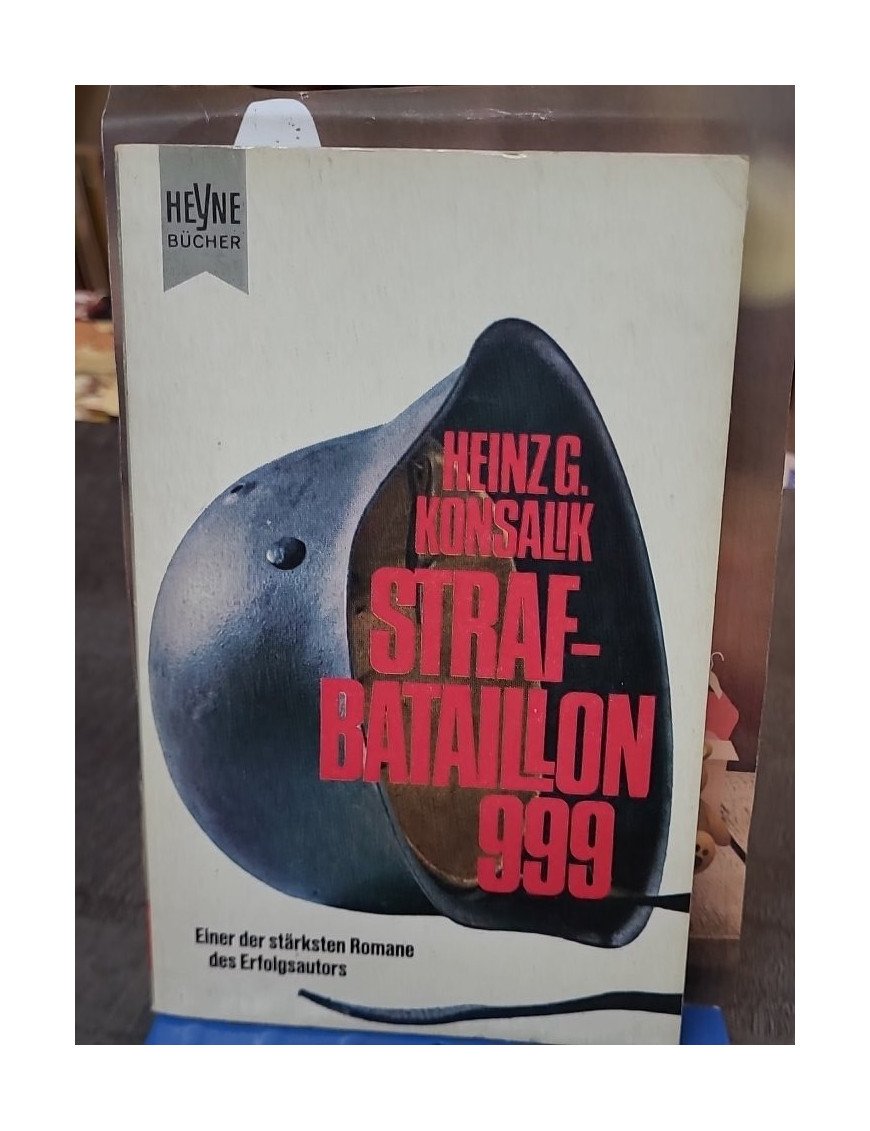 HEYNE
BÜCHER
HEINZ G.
KONSALIK
STRAF-
BATAILLON
999
Einer der stärksten Romane
des Erfolgsautors